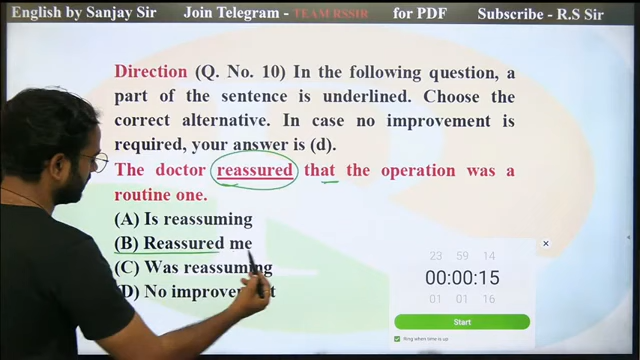 English by Sanjay Sir Join Telegram - TEAM RSSIR for PDF Subscribe - R.S Sir
Direction (Q. No. 10) In the following question, a
part of the sentence is underlined. Choose the
correct alternative. In case no improvement is
required, your answer is (d).
The doctor reassured that the operation was a
routine one.
(A) Is reassuming
(B) Reassured me
(C) Was reassuming
D) No improvement
23 59 14
00:00:15
01 01 16
Start
Ring when time is up